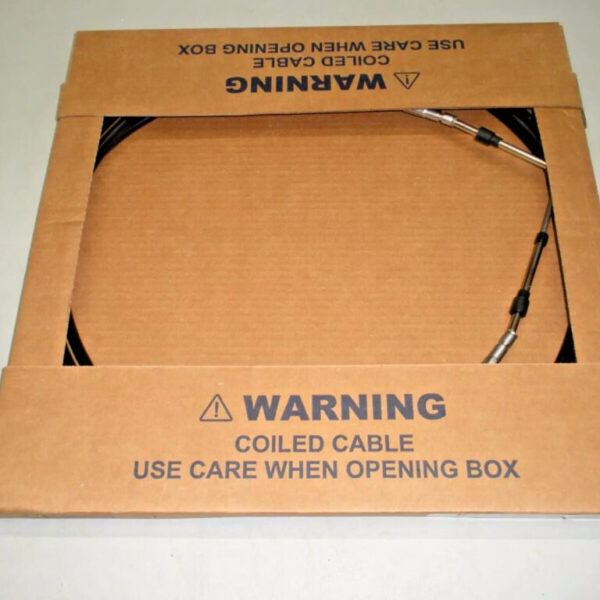 USE CARE WHEN OPENING BOX
COILED CABLE
⚠ WARNING
⚠ WARNING
COILED CABLE
USE CARE WHEN OPENING BOX